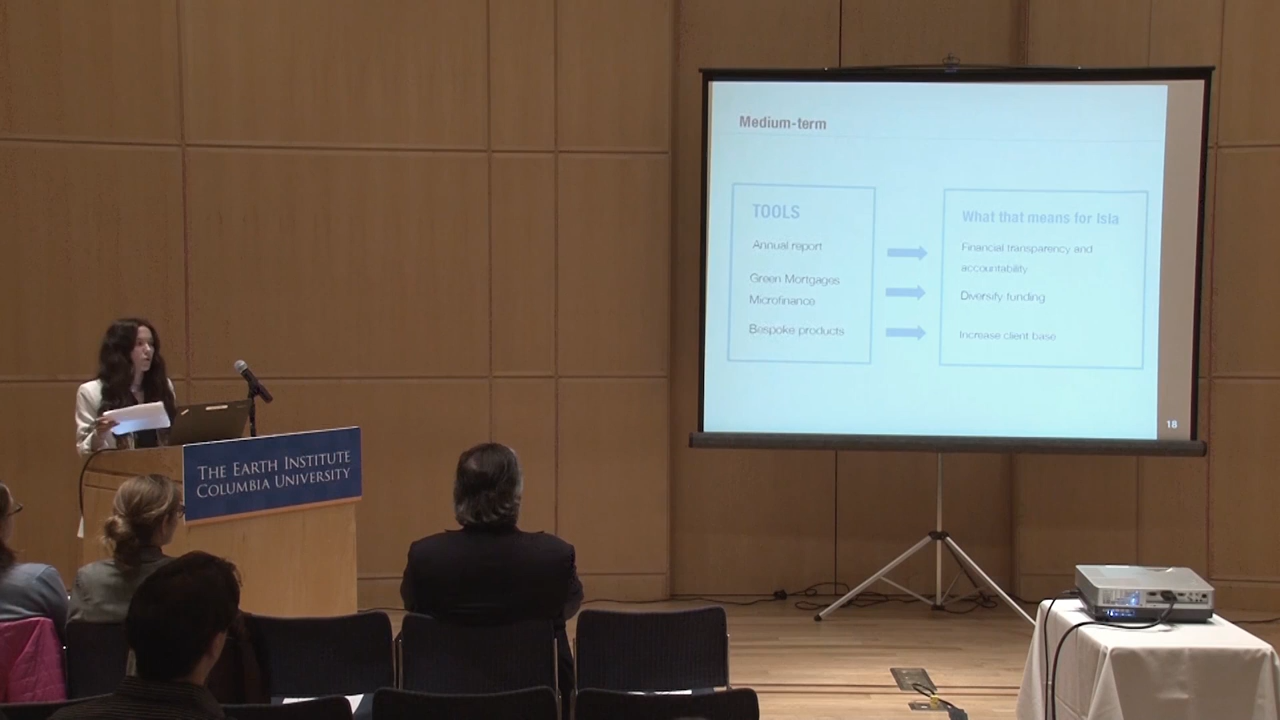 Medium-term
TOOLS
Annual report
Green Mortgages
Microfinance
Bespoke products
What that means for Isla
Financial transparency and
accountability
Diversify funding
Increase client base
18
THE EARTH INSTITUTE
COLUMBIA UNIVERSITY